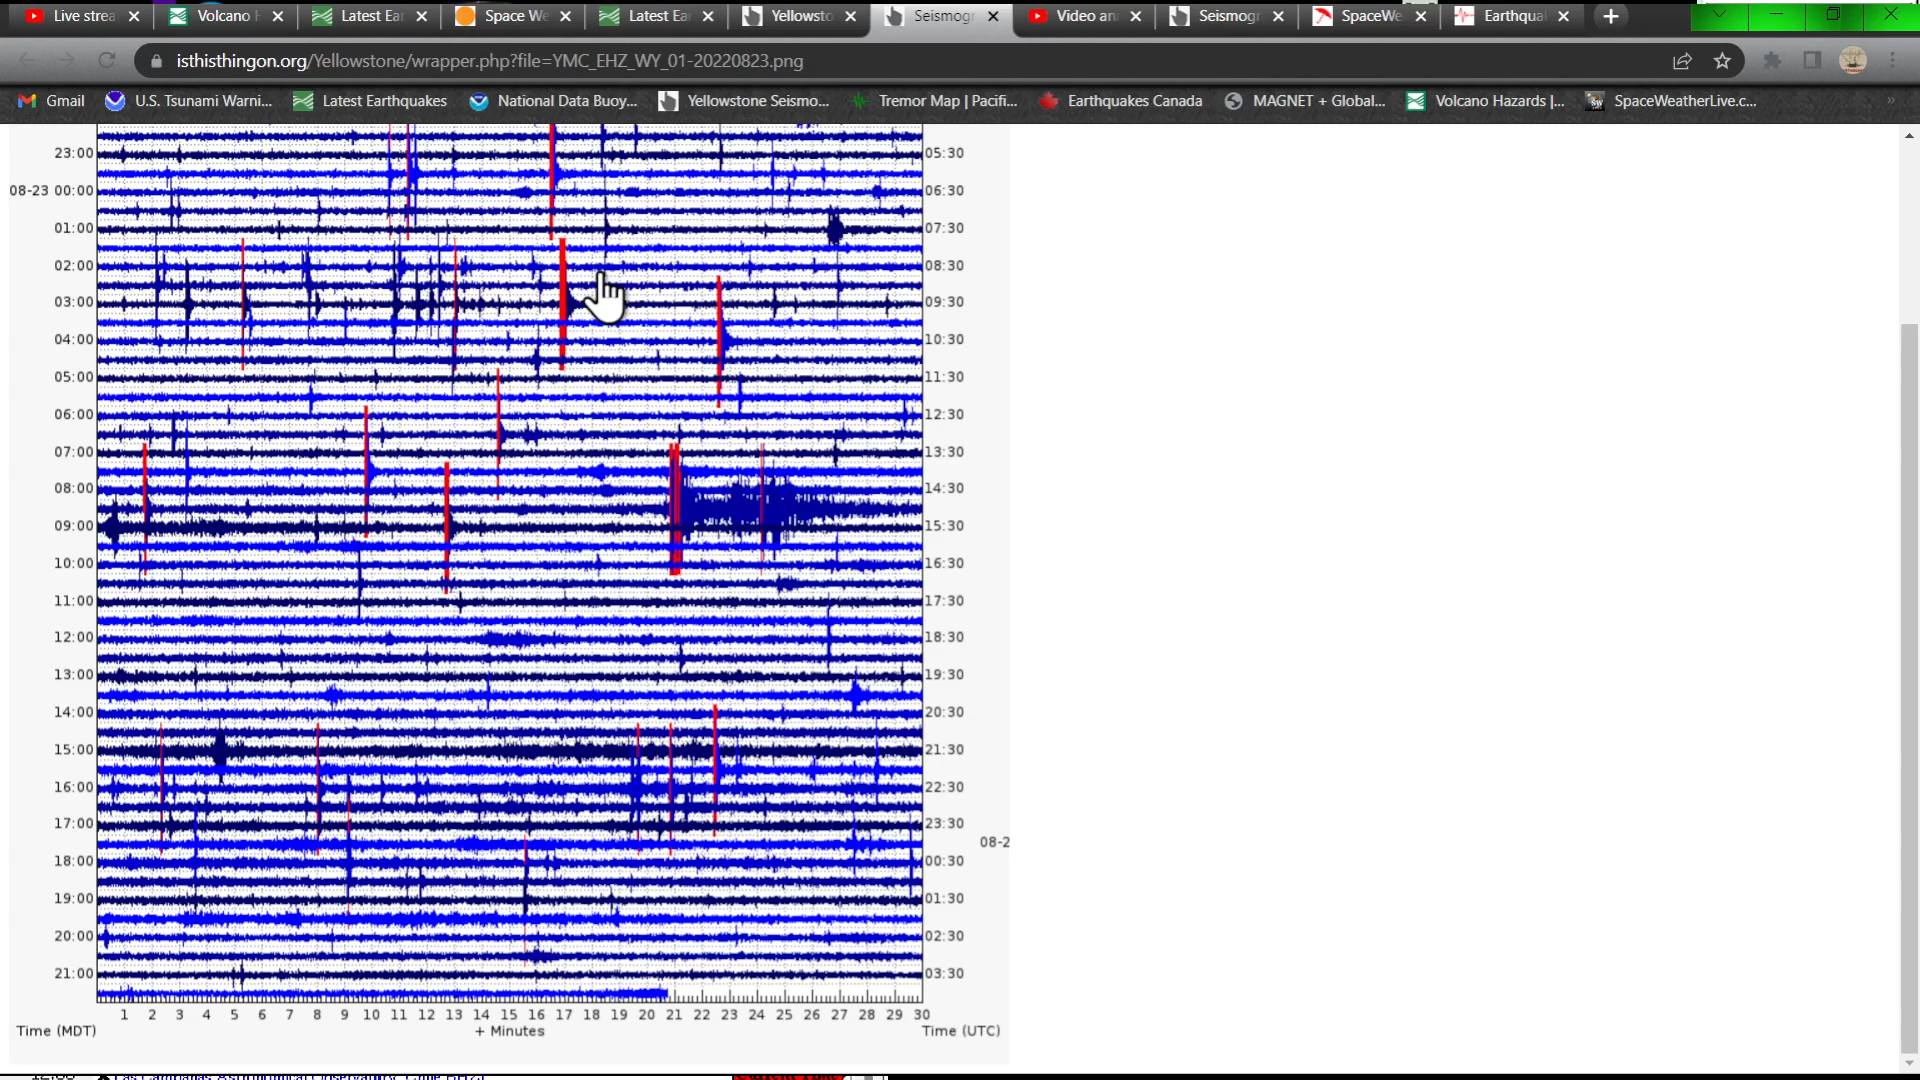 Live strea
Volcano H
Latest Ear
Space We
Latest Ea
Yellowsto
Seismogr
Video an
Seismogr
SpaceWe
Earthqua
isthisthingon.org/Yellowstone/wrapper.php?file=YMC_EHZ_WY_01-20220823.png
Gmail
U.S. Tsunami Warni...
Latest Earthquakes
National Data Buoy...
Yellowstone Seismo...
Tremor Map | Pacifi...
Earthquakes Canada
MAGNET + Global...
Volcano Hazards |...
SpaceWeatherLive.c...
23:00 05:30
08-23 00:00 06:30
01:00 07:30
02:00 08:30
03:00 09:30
04:00 10:30
05:00 11:30
06:00 12:30
07:00 13:30
08:00 14:30
09:00 15:30
10:00 16:30
11:00 17:30
12:00 18:30
13:00 19:30
14:00 20:30
15:00 21:30
16:00 22:30
17:00 23:30
08-2
18:00 00:30
19:00 01:30
20:00 02:30
21:00 03:30
1 2 3 4 5 6 7 8 9 10 11 12 13 14 15 16 17 18 19 20 21 22 23 24 25 26 27 28 29 30
Time (MDT) + Minutes Time (UTC)